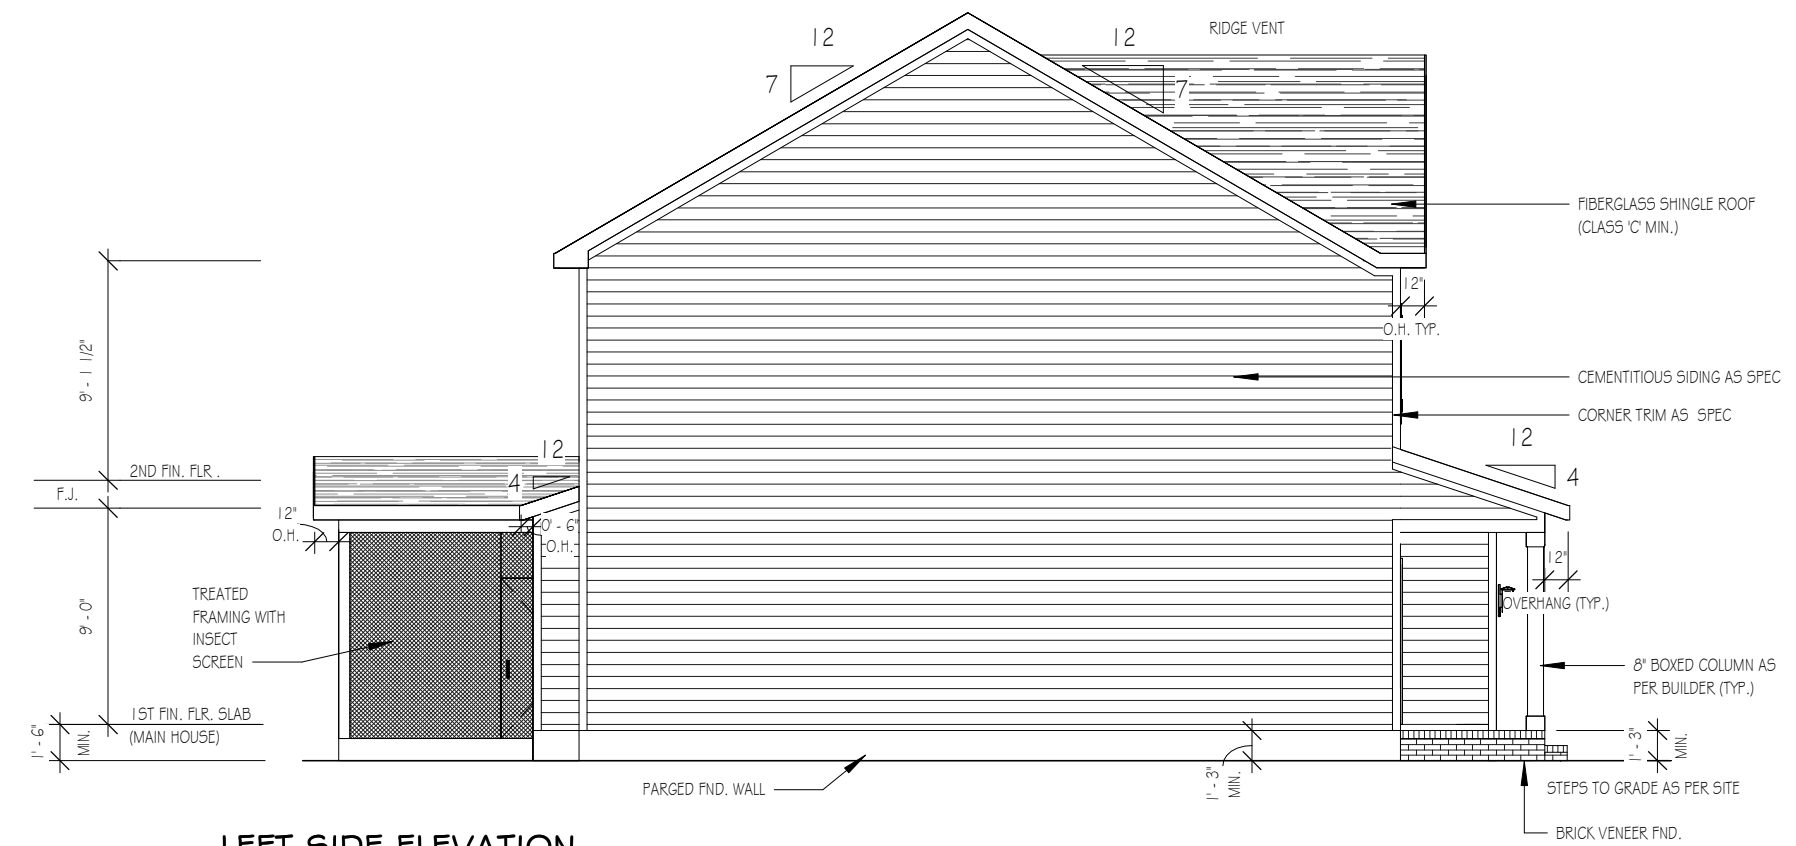 RIDGE VENT
12
7
12
7
FIBERGLASS SHINGLE ROOF
(CLASS 'C' MIN.)
12"
O.H. TYP.
9' - 1 1/2"
CEMENTITIOUS SIDING AS SPEC
CORNER TRIM AS SPEC
12
4
12
4
2ND FIN. FLR .
F.J.
12"
O.H.
0' - 6"
O.H.
12"
OVERHANG (TYP.)
9' - 0"
TREATED
FRAMING WITH
INSECT
SCREEN
8" BOXED COLUMN AS
PER BUILDER (TYP.)
1ST FIN. FLR. SLAB
(MAIN HOUSE)
1' - 6"
MIN.
1' - 3"
MIN.
1' - 3"
MIN.
PARGED FND. WALL
STEPS TO GRADE AS PER SITE
BRICK VENEER FND.
LEFT SIDE ELEVATION